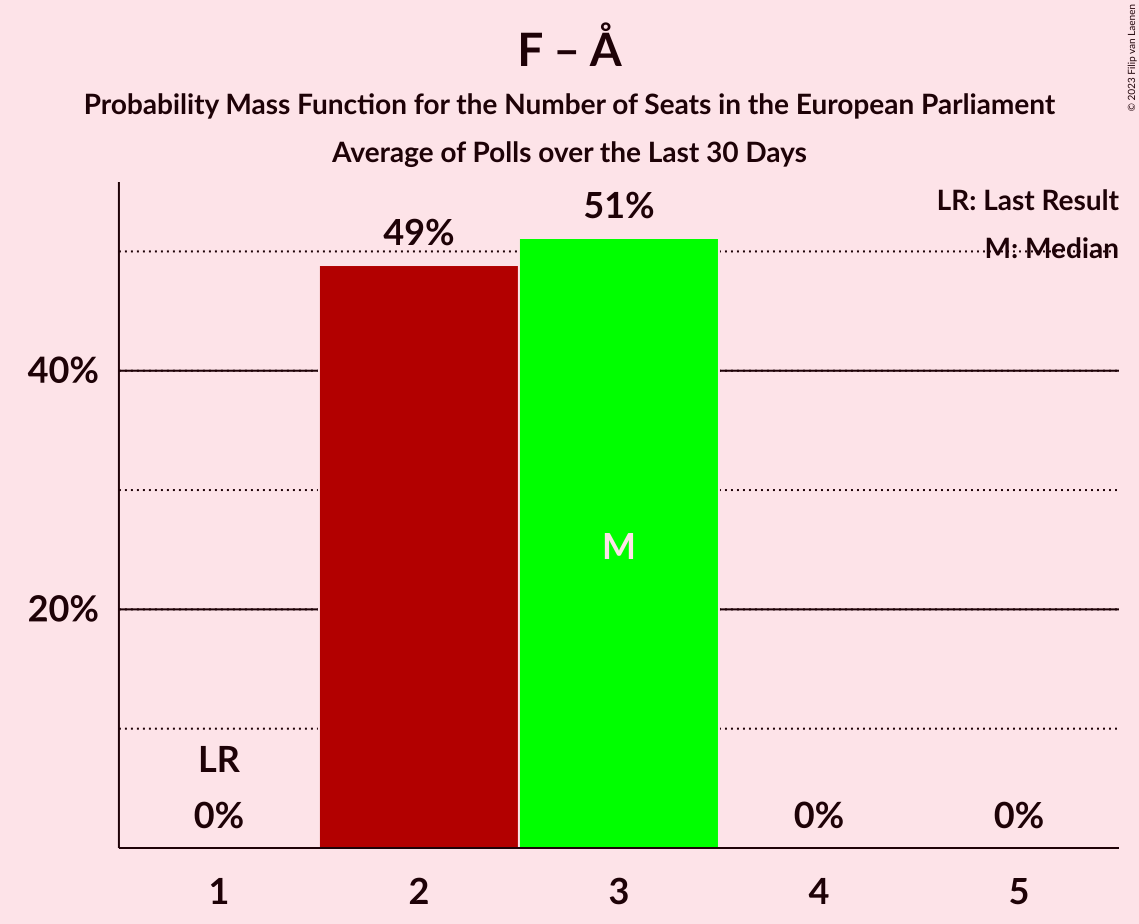 F – Å
Probability Mass Function for the Number of Seats in the European Parliament
Average of Polls over the Last 30 Days
© 2023 Filip van Laenen
LR: Last Result
M: Median
49%
51%
40%
20%
M
LR
0%
0%
0%
1
2
3
4
5